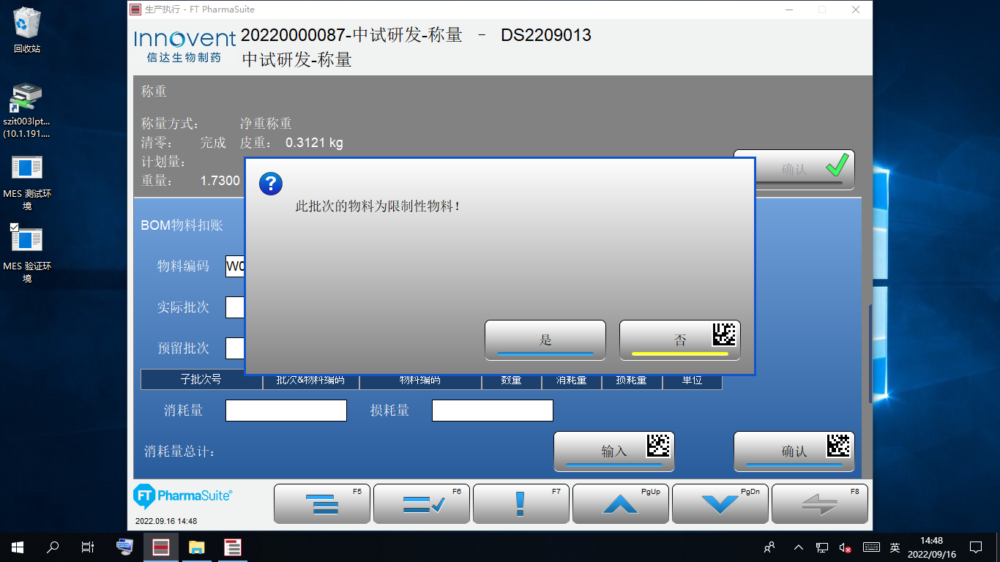 回收站
szit003lpt...
(10.1.191....
MES 测试环
境
MES 验证环
境
生产执行 - FT PharmaSuite
Innovent
信达生物制药
20220000087-中试研发-称量 - DS2209013
中试研发-称量
称重
称量方式: 净重称重
清零: 完成 皮重: 0.3121 kg
计划量:
重量: 1.7300
确认
此批次的物料为限制性物料!
是
否
BOM物料扣账
物料编码 W0
实际批次
预留批次
子批次号 批次&物料编码 物料编码 数量 消耗量 损耗量 单位
消耗量 损耗量
消耗量总计:
输入
确认
FT PharmaSuite®
2022.09.16 14:48
F5 F6 F7 PgUp PgDn F8
英
14:48
2022/09/16